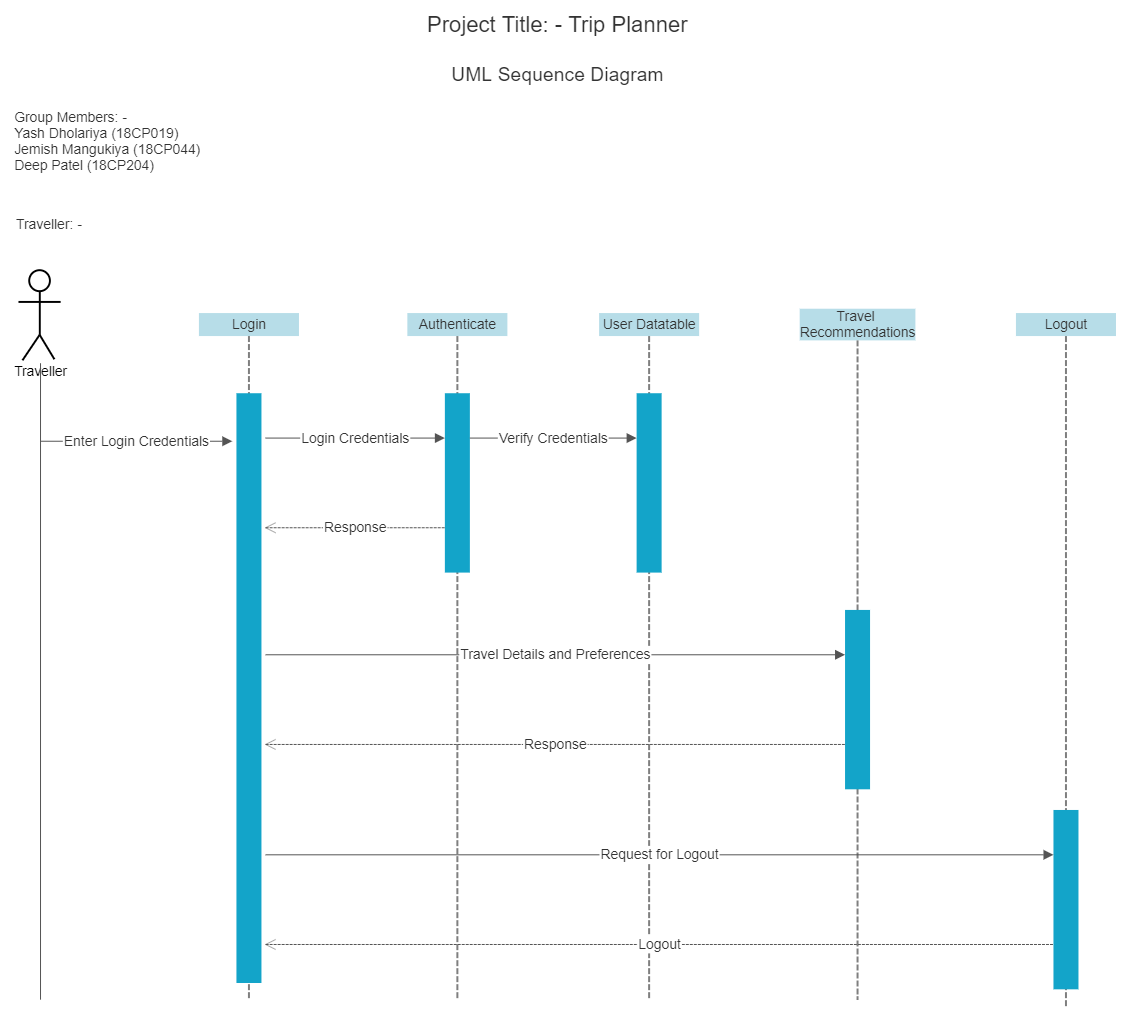 Project Title: - Trip Planner
UML Sequence Diagram
Group Members: -
Yash Dholariya (18CP019)
Jemish Mangukiya (18CP044)
Deep Patel (18CP204)
Traveller: -
Traveller
Login
Authenticate
User Datatable
Travel
Recommendations
Logout
Enter Login Credentials
Login Credentials
Verify Credentials
Response
Travel Details and Preferences
Response
Request for Logout
Logout